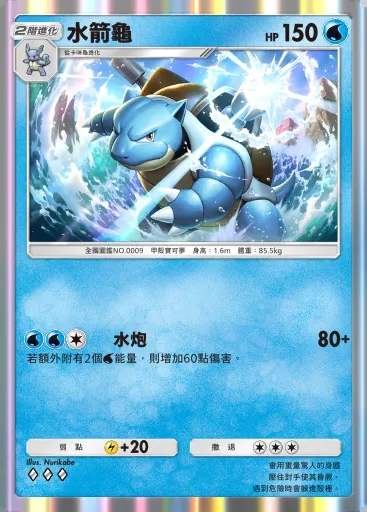 2階進化 水箭龜 HP 150
從卡咪龜進化
全國圖鑑NO.0009 甲殼寶可夢 身高：1.6m 體重：85.5kg
水炮 80+
若額外附有2個能量，則增加60點傷害。
弱點 +20 撤退
Illus. Nurikabe
會用重量驚人的身體
壓住對手使其昏厥。
遇到危險時會躲進殼裡。